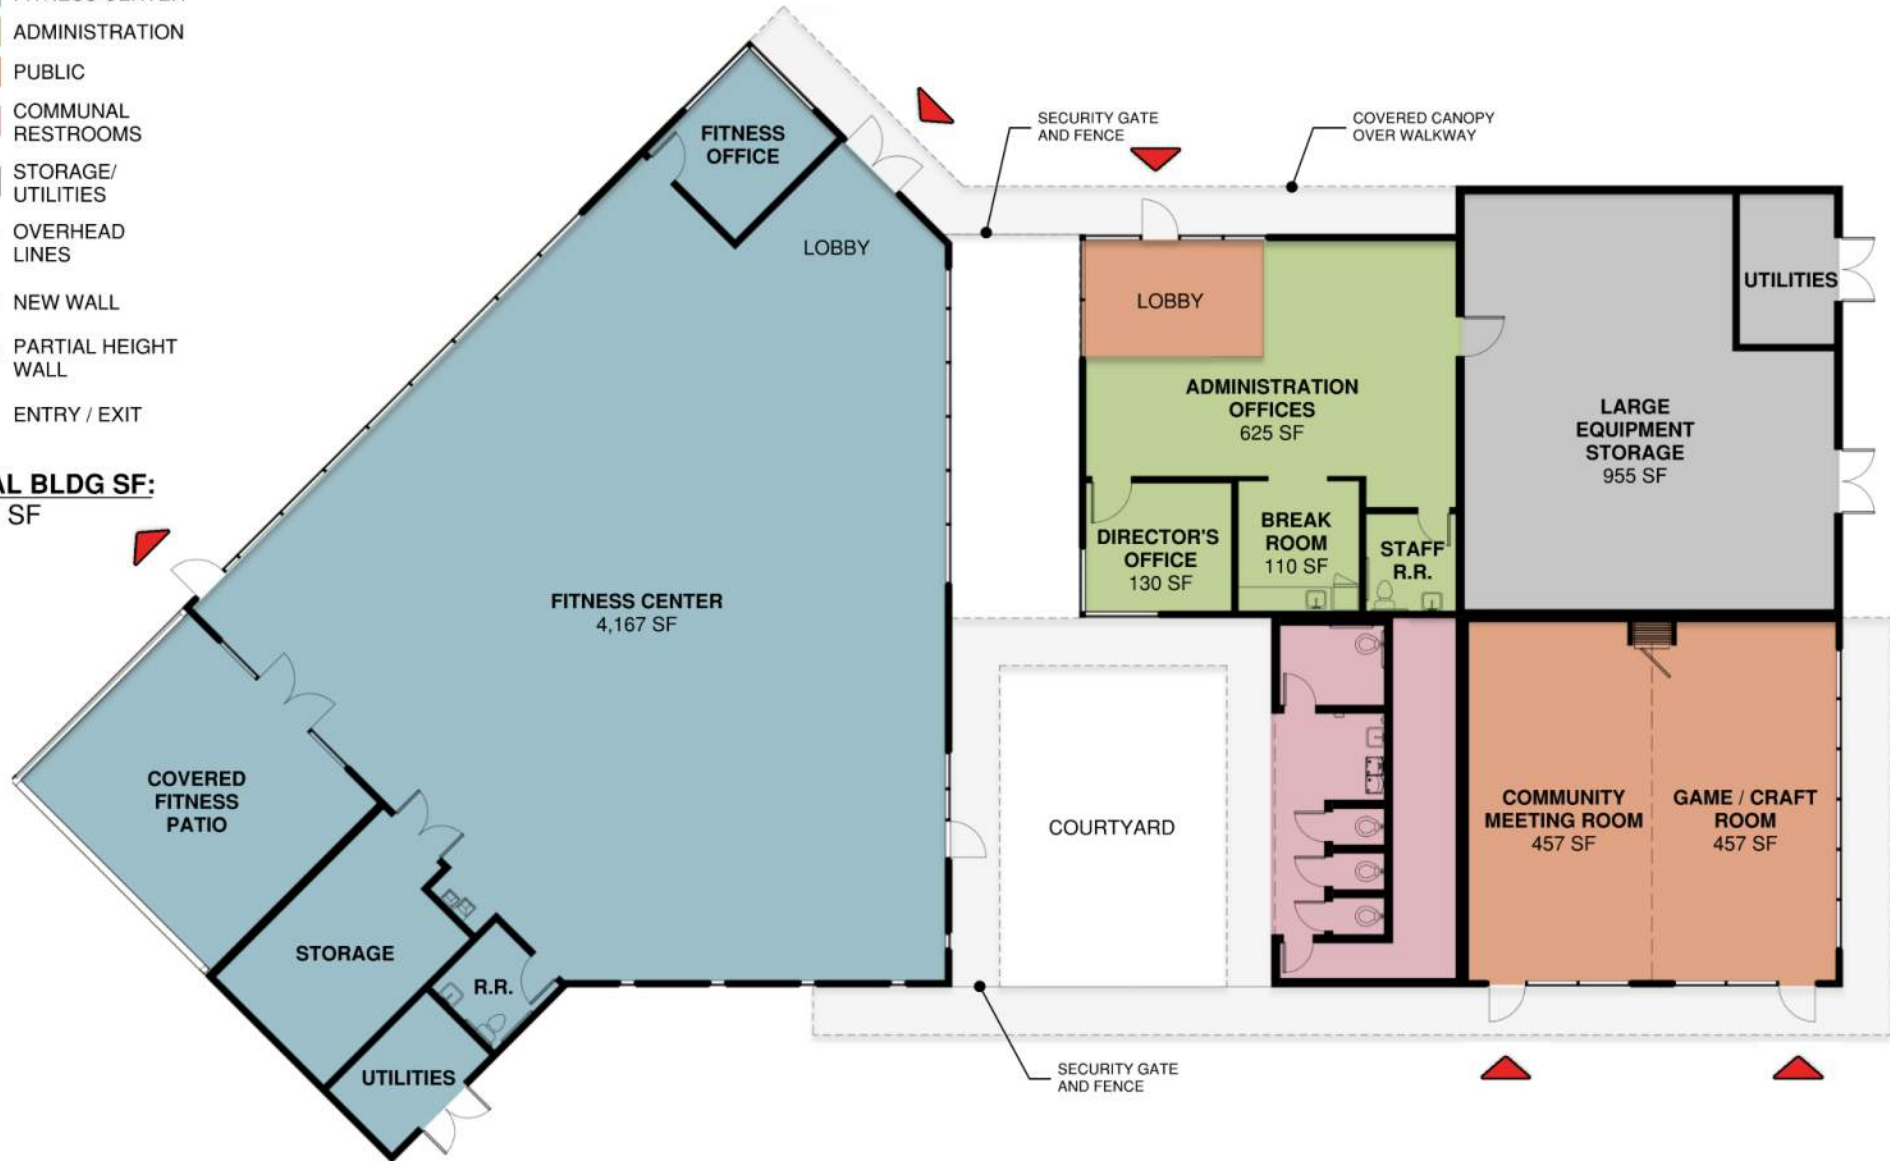 ADMINISTRATION
PUBLIC
COMMUNAL
RESTROOMS
STORAGE/
UTILITIES
OVERHEAD
LINES
NEW WALL
PARTIAL HEIGHT
WALL
ENTRY / EXIT
BLDG SF:
SF
FITNESS
OFFICE
LOBBY
SECURITY GATE
AND FENCE
COVERED CANOPY
OVER WALKWAY
LOBBY
UTILITIES
ADMINISTRATION
OFFICES
625 SF
LARGE
EQUIPMENT
STORAGE
955 SF
DIRECTOR'S
OFFICE
130 SF
BREAK
ROOM
110 SF
STAFF
R.R.
FITNESS CENTER
4,167 SF
COVERED
FITNESS
PATIO
COURTYARD
COMMUNITY
MEETING ROOM
457 SF
GAME / CRAFT
ROOM
457 SF
STORAGE
R.R.
UTILITIES
SECURITY GATE
AND FENCE